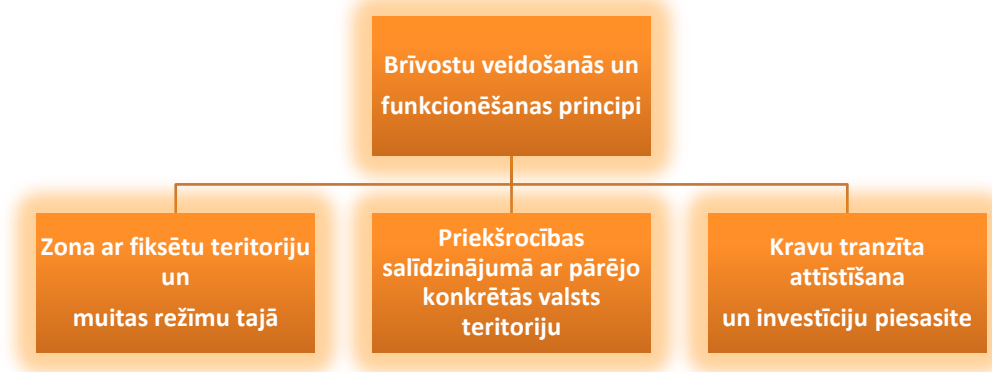 Brīvostu veidošanās un
funkcionēšanas principi
Zona ar fiksētu teritoriju
un
muitas režīmu tajā
Priekšrocības
salīdzinājumā ar pārējo
konkrētās valsts
teritoriju
Kravu tranzīta
attīstīšana
un investīciju piesasite